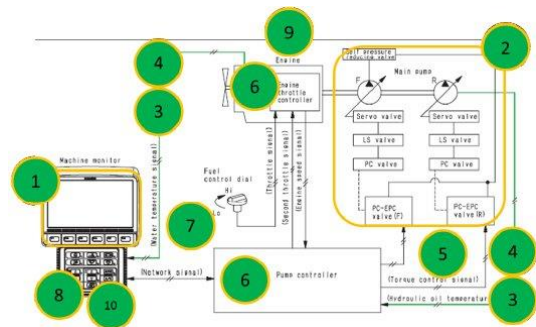 9
Engine
4
2
Self pressure
reducing valve
Main pump
F
R
6
Engine
throttle
controller
3
Servo valve
Servo valve
LS valve
LS valve
PC valve
PC valve
Machine monitor
1
(Water temperature signal)
Fuel
control dial
Hi
Lo
(Throttle signal)
(Second throttle signal)
(Engine speed signal)
PC-EPC
valve(F)
PC-EPC
valve(R)
7
5
4
6
Pump controller
(Network signal)
(Torque control signal)
(Hydraulic oil temperatur
3
8
10